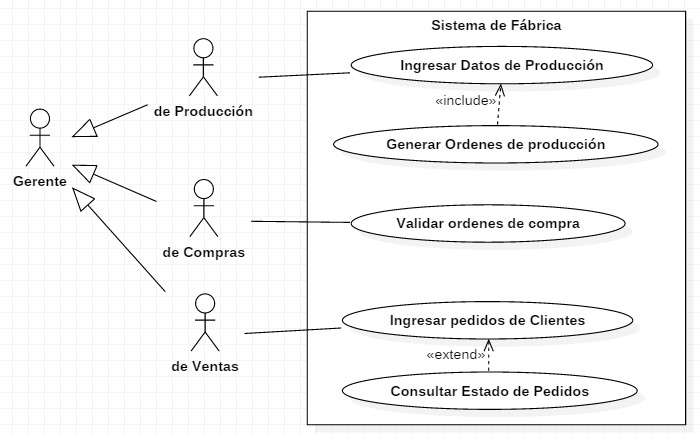 Sistema de Fábrica
Ingresar Datos de Producción
de Producción
«include»
Generar Ordenes de producción
Gerente
Validar ordenes de compra
de Compras
Ingresar pedidos de Clientes
«extend»
de Ventas
Consultar Estado de Pedidos